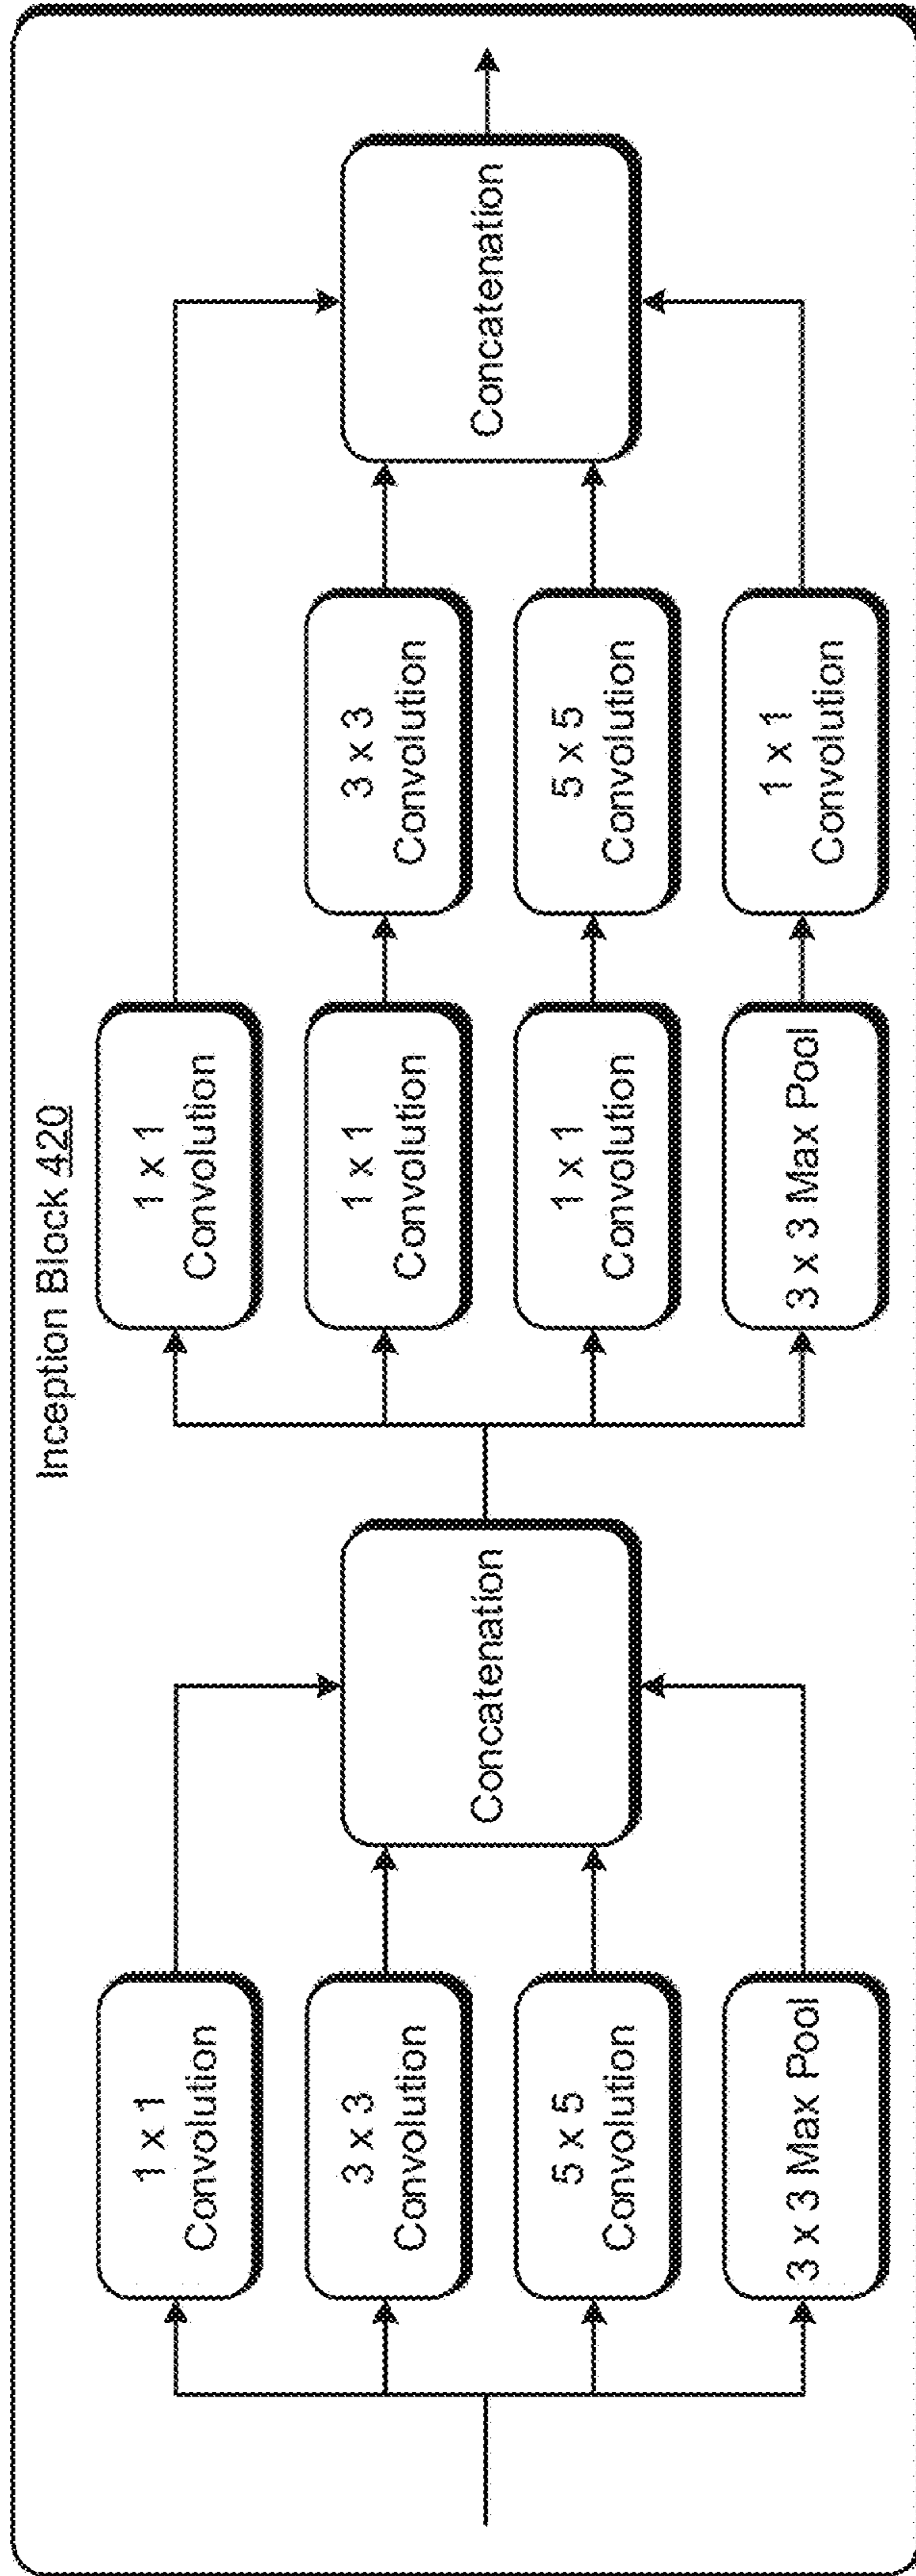 Inception Block 420
1 x 1
Convolution
3 x 3
Convolution
5 x 5
Convolution
3 x 3 Max Pool
Concatenation
1 x 1
Convolution
1 x 1
Convolution
1 x 1
Convolution
3 x 3 Max Pool
3 x 3
Convolution
5 x 5
Convolution
1 x 1
Convolution
Concatenation